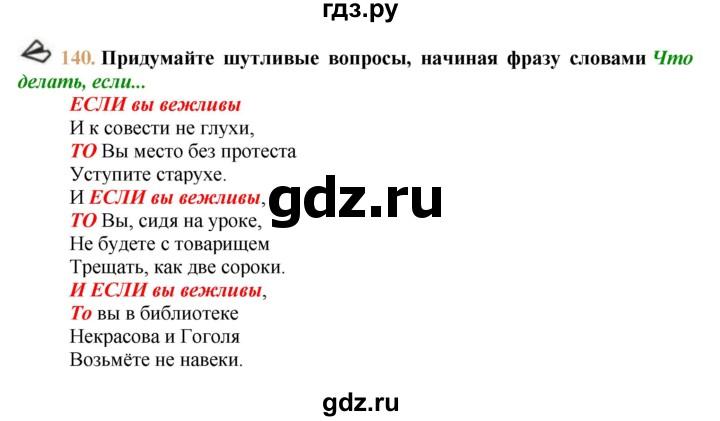 гдз.ру
140. Придумайте шутливые вопросы, начиная фразу словами Что
делать, если...
ЕСЛИ вы вежливы
И к совести не глухи,
ТО Вы место без протеста
Уступите старухе.
И ЕСЛИ вы вежливы,
ТО Вы, сидя на уроке,
Не будете с товарищем
Трещать, как две сороки.
И ЕСЛИ вы вежливы,
То вы в библиотеке
Некрасова и Гоголя
Возьмёте не навеки.
gdz.ru
gdz.ru